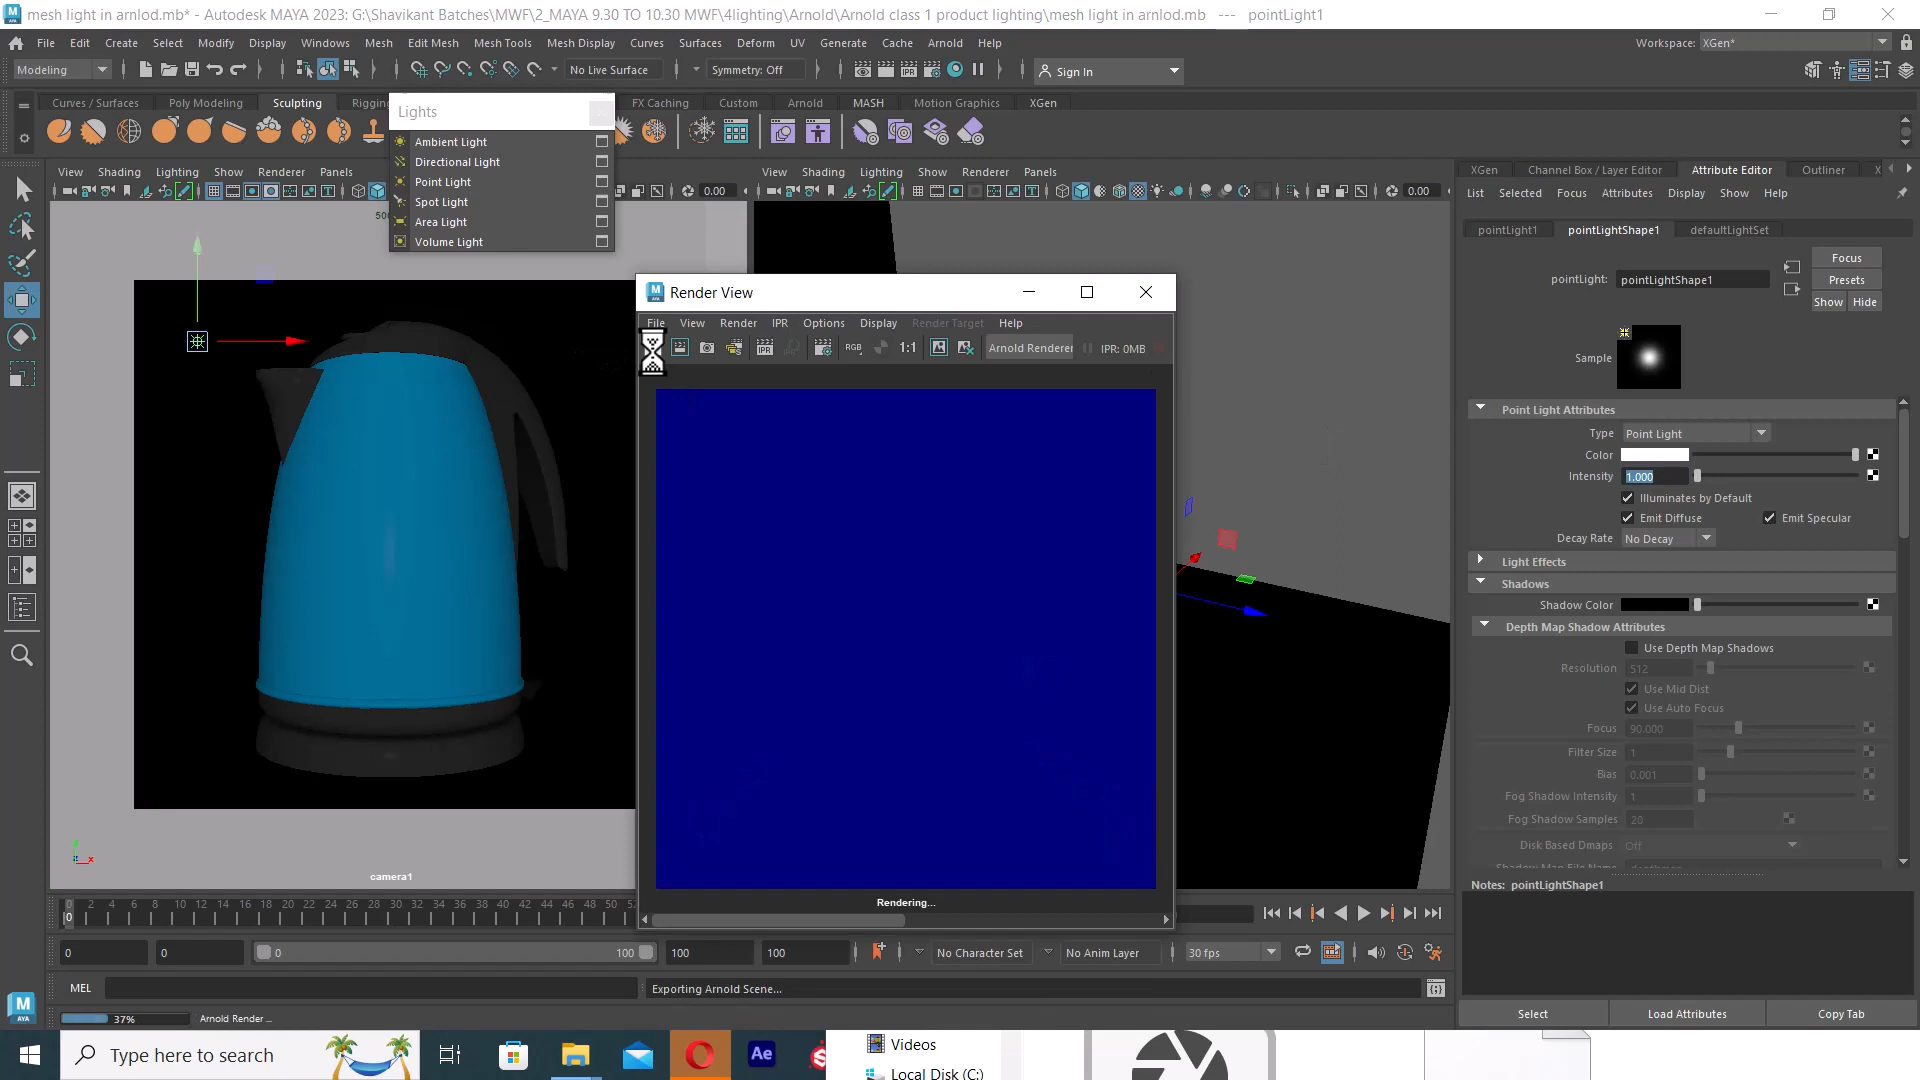 mesh light in arnlod.mb* - Autodesk MAYA 2023: G:\Shavikant Batches\MWF\2_MAYA 9.30 TO 10.30 MWF\4lighting\Arnold\Arnold class 1 product lighting\mesh light in arnlod.mb --- pointLight1
File Edit Create Select Modify Display Windows Mesh Edit Mesh Mesh Tools Mesh Display Curves Surfaces Deform UV Generate Cache Arnold Help
Workspace: XGen*
Modeling
No Live Surface
Symmetry: Off
Sign In
Curves / Surfaces Poly Modeling Sculpting Rigging FX Caching Custom Arnold MASH Motion Graphics XGen
Lights
Ambient Light
Directional Light
Point Light
Spot Light
Area Light
Volume Light
View Shading Lighting Show Renderer Panels
0.00
View Shading Lighting Show Renderer Panels
0.00
camera1
Render View
File View Render IPR Options Display Render Target Help
IPR RGB 1:1 Arnold Renderer IPR: 0MB
Rendering...
XGen Channel Box / Layer Editor Attribute Editor Outliner
List Selected Focus Attributes Display Show Help
pointLight1 pointLightShape1 defaultLightSet
pointLight: pointLightShape1
Focus
Presets
Show Hide
Sample
Point Light Attributes
Type Point Light
Color
Intensity 1.000
Illuminates by Default
Emit Diffuse Emit Specular
Decay Rate No Decay
Light Effects
Shadows
Shadow Color
Depth Map Shadow Attributes
Use Depth Map Shadows
Resolution 512
Use Mid Dist
Use Auto Focus
Focus 90.000
Filter Size 1
Bias 0.001
Fog Shadow Intensity 1
Fog Shadow Samples 20
Disk Based Dmaps Off
Notes: pointLightShape1
Select Load Attributes Copy Tab
0 2 4 6 8 10 12 14 16 18 20 22 24 26 28 30 32 34 36 38 40 42 44 46 48 50 5
0
0 0 0 100 100 100
No Character Set
No Anim Layer
30 fps
MEL
Exporting Arnold Scene...
37% Arnold Render ...
Type here to search
Ae
Videos
Local Disk (C:)